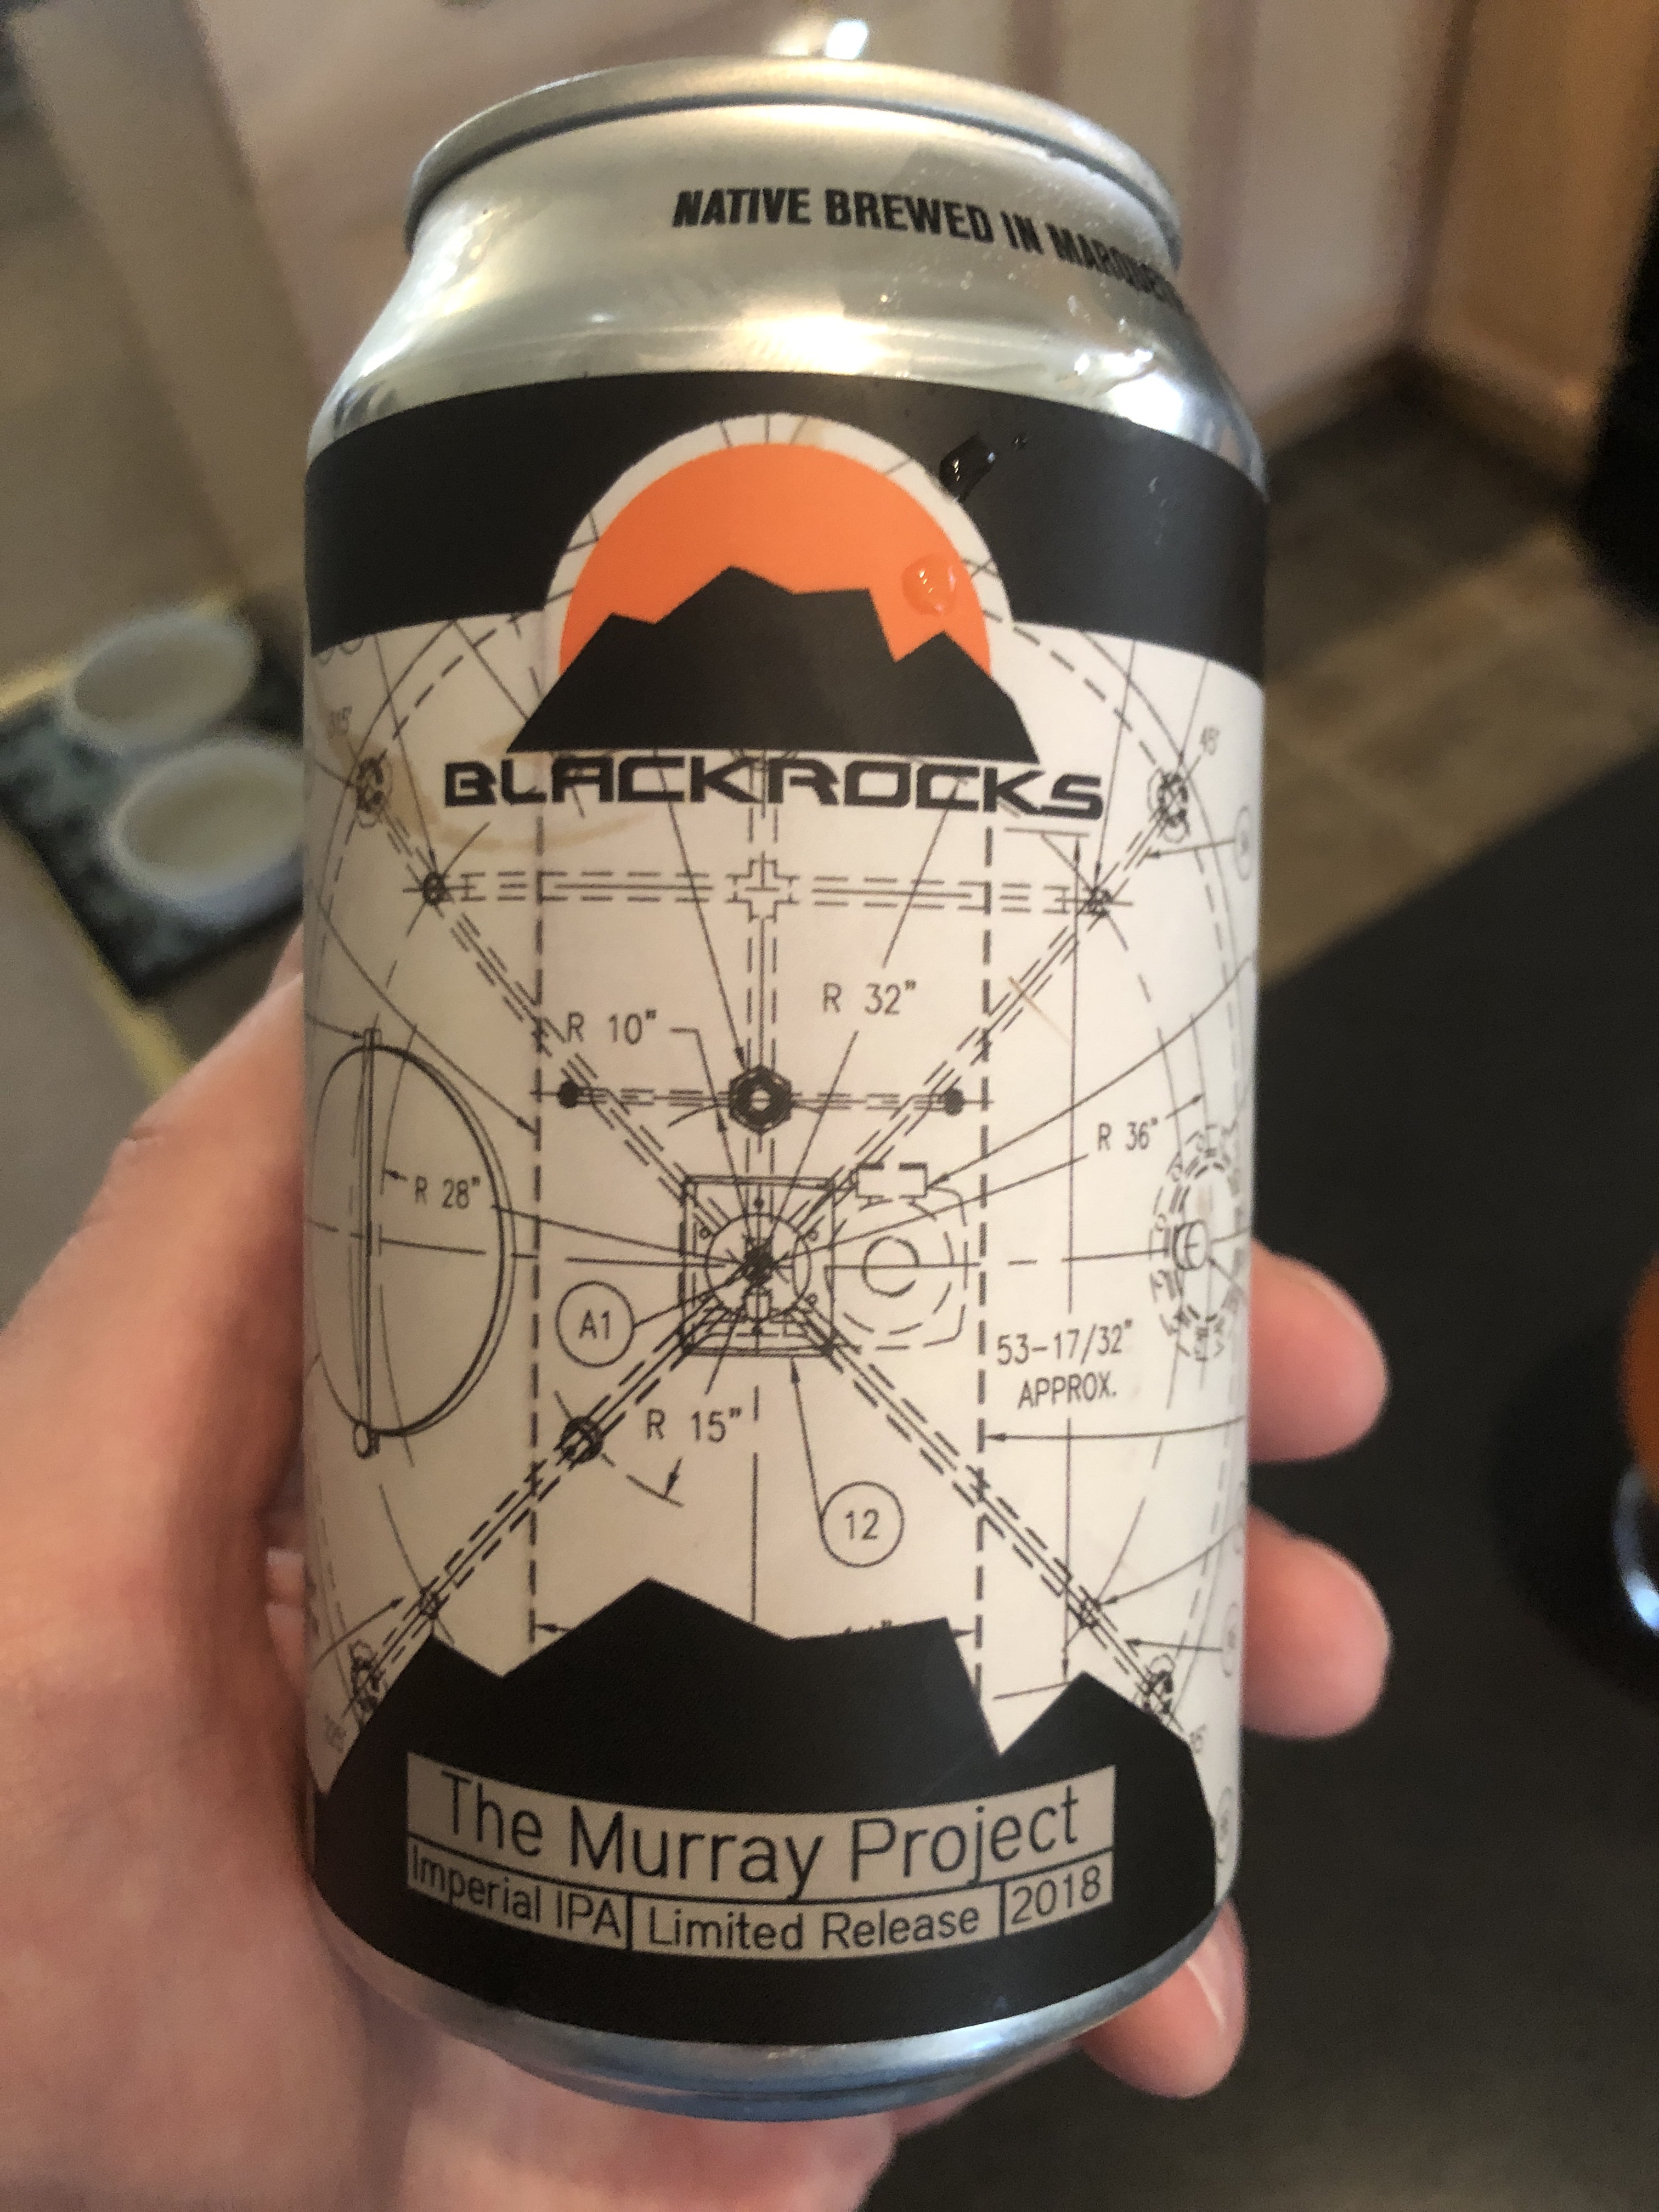 NATIVE BREWED IN
BLACKROCKS
45°
R 10"
R 32"
R 36"
R 28"
A1
53-17/32"
APPROX.
R 15"
12
The Murray Project
Imperial IPA Limited Release 2018